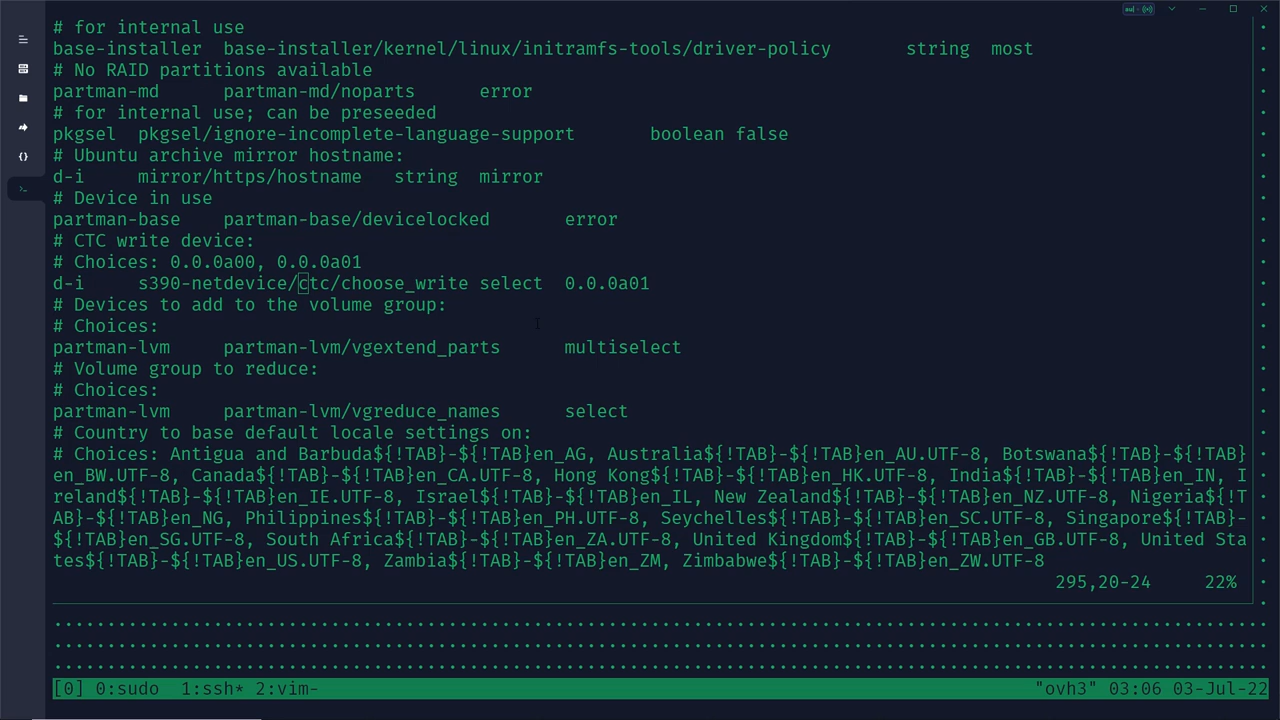 # for internal use
base-installer  base-installer/kernel/linux/initramfs-tools/driver-policy       string  most
# No RAID partitions available
partman-md      partman-md/noparts      error
# for internal use; can be preseeded
pkgsel  pkgsel/ignore-incomplete-language-support       boolean false
# Ubuntu archive mirror hostname:
d-i     mirror/https/hostname   string  mirror
# Device in use
partman-base    partman-base/devicelocked       error
# CTC write device:
# Choices: 0.0.0a00, 0.0.0a01
d-i     s390-netdevice/ctc/choose_write select  0.0.0a01
# Devices to add to the volume group:
# Choices:
partman-lvm     partman-lvm/vgextend_parts      multiselect
# Volume group to reduce:
# Choices:
partman-lvm     partman-lvm/vgreduce_names      select
# Country to base default locale settings on:
# Choices: Antigua and Barbuda${!TAB}-${!TAB}en_AG, Australia${!TAB}-${!TAB}en_AU.UTF-8, Botswana${!TAB}-${!TAB}
en_BW.UTF-8, Canada${!TAB}-${!TAB}en_CA.UTF-8, Hong Kong${!TAB}-${!TAB}en_HK.UTF-8, India${!TAB}-${!TAB}en_IN, I
reland${!TAB}-${!TAB}en_IE.UTF-8, Israel${!TAB}-${!TAB}en_IL, New Zealand${!TAB}-${!TAB}en_NZ.UTF-8, Nigeria${!T
AB}-${!TAB}en_NG, Philippines${!TAB}-${!TAB}en_PH.UTF-8, Seychelles${!TAB}-${!TAB}en_SC.UTF-8, Singapore${!TAB}-
${!TAB}en_SG.UTF-8, South Africa${!TAB}-${!TAB}en_ZA.UTF-8, United Kingdom${!TAB}-${!TAB}en_GB.UTF-8, United Sta
tes${!TAB}-${!TAB}en_US.UTF-8, Zambia${!TAB}-${!TAB}en_ZM, Zimbabwe${!TAB}-${!TAB}en_ZW.UTF-8
295,20-24     22%
[0] 0:sudo  1:ssh* 2:vim-     "ovh3" 03:06 03-Jul-22